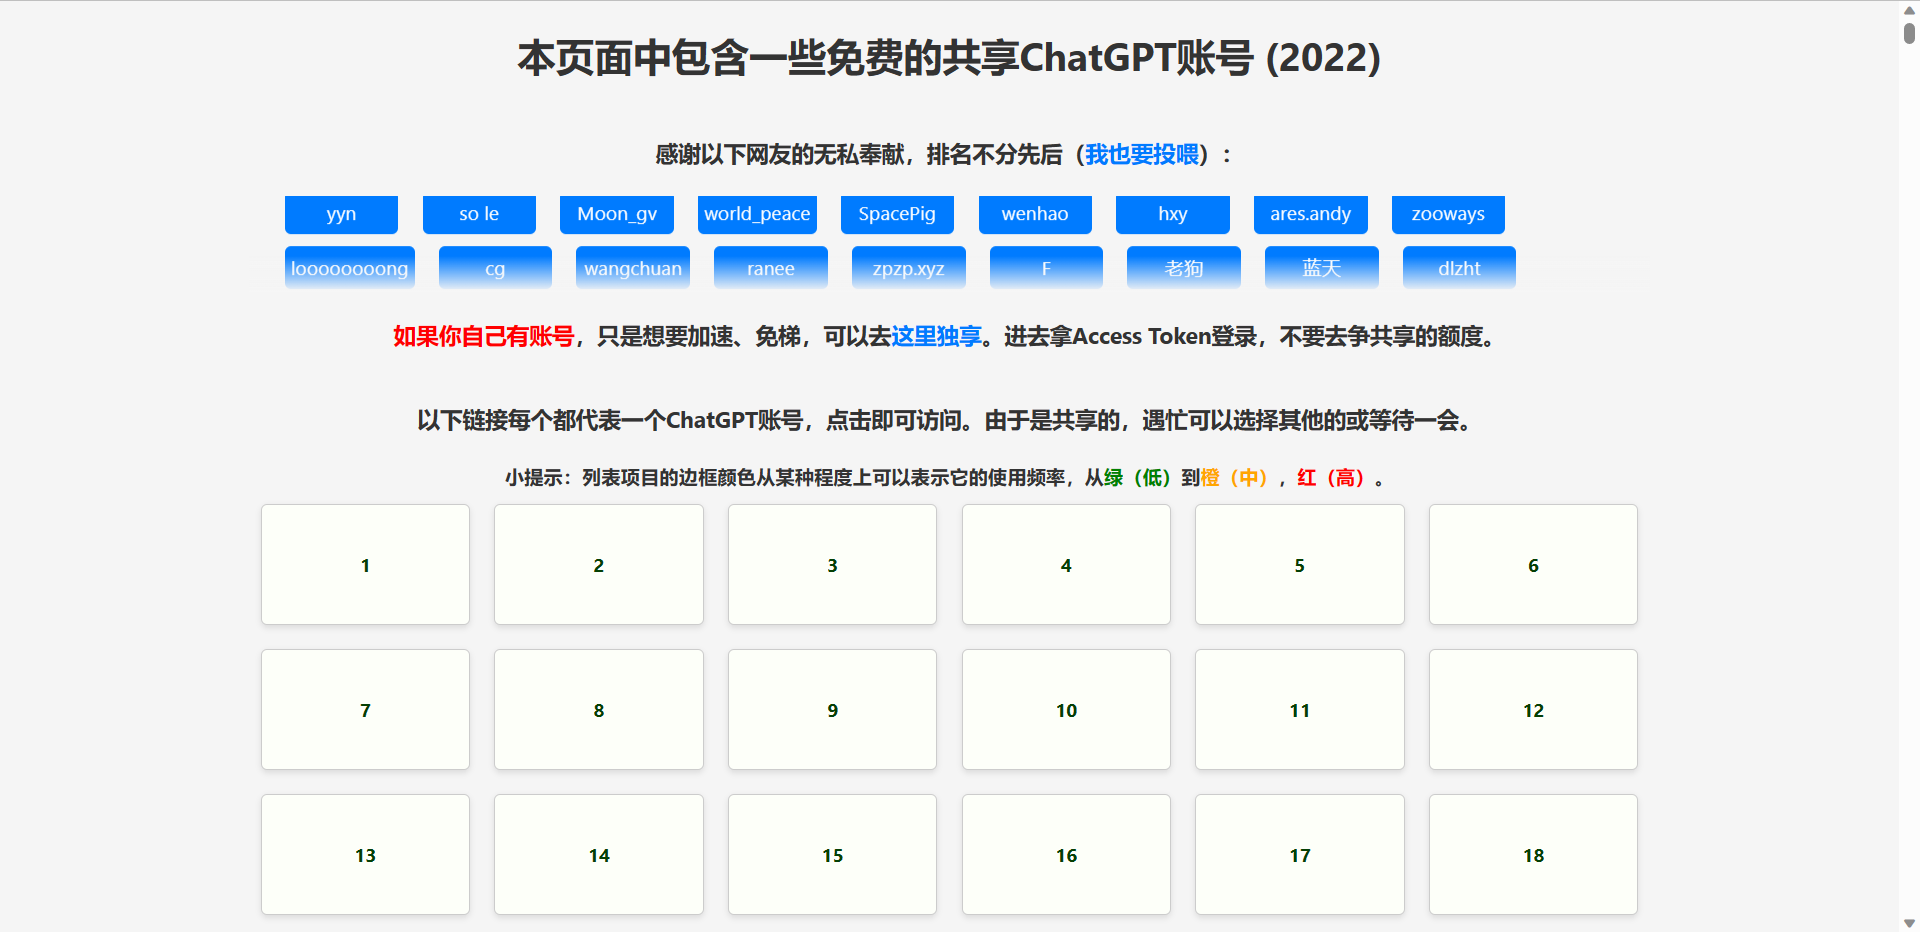 本页面中包含一些免费的共享ChatGPT账号 (2022)
感谢以下网友的无私奉献，排名不分先后（我也要投喂）：
yyn so le Moon_gv world_peace SpacePig wenhao hxy ares.andy zooways
loooooooong cg wangchuan ranee zpzp.xyz F 老狗 蓝天 dlzht
如果你自己有账号，只是想要加速、免梯，可以去这里独享。进去拿Access Token登录，不要去争共享的额度。
以下链接每个都代表一个ChatGPT账号，点击即可访问。由于是共享的，遇忙可以选择其他的或等待一会。
小提示：列表项目的边框颜色从某种程度上可以表示它的使用频率，从绿（低）到橙（中），红（高）。
1 2 3 4 5 6
7 8 9 10 11 12
13 14 15 16 17 18